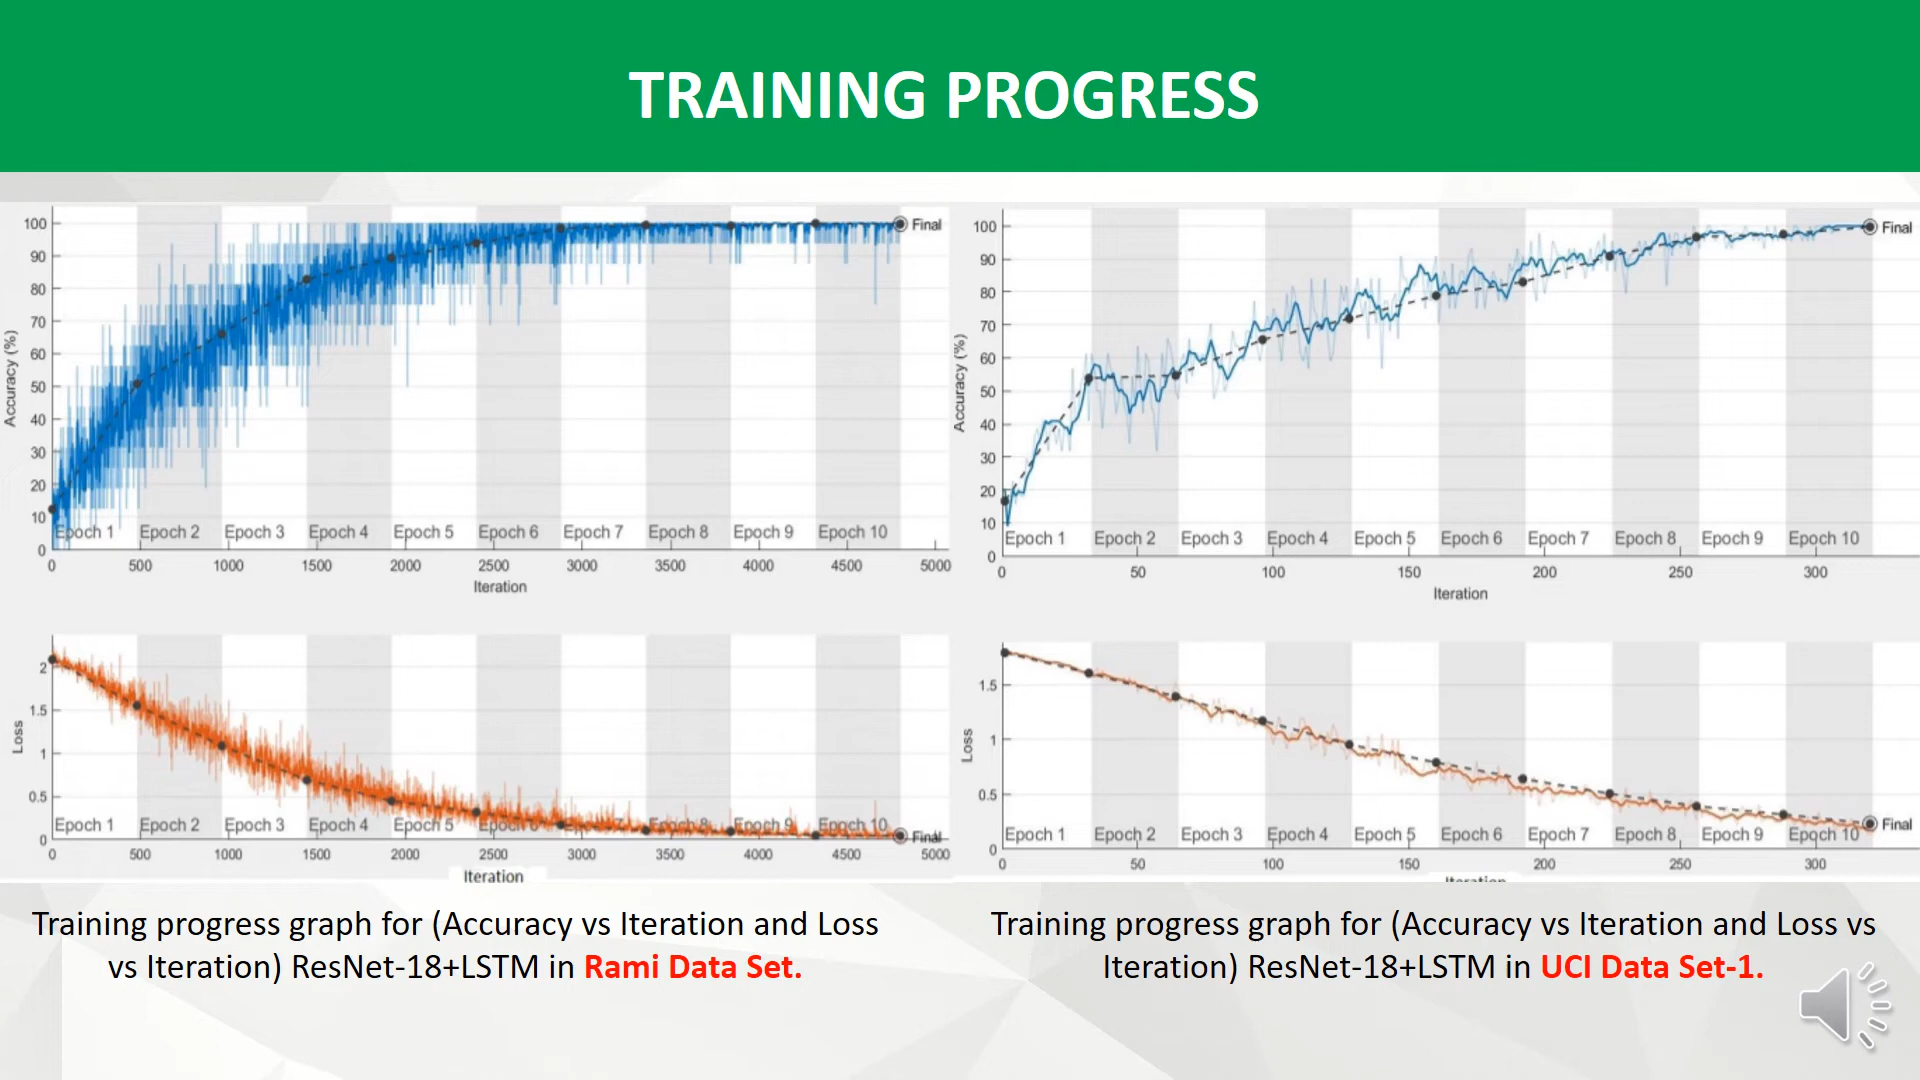 TRAINING PROGRESS
100
90
80
70
60
50
40
30
20
10
0
Accuracy (%)
Final
Epoch 1 Epoch 2 Epoch 3 Epoch 4 Epoch 5 Epoch 6 Epoch 7 Epoch 8 Epoch 9 Epoch 10
0 500 1000 1500 2000 2500 3000 3500 4000 4500 5000
Iteration
2
1.5
1
0.5
0
Loss
Epoch 1 Epoch 2 Epoch 3 Epoch 4 Epoch 5 Epoch 6 Epoch 7 Epoch 8 Epoch 9 Epoch 10
Final
0 500 1000 1500 2000 2500 3000 3500 4000 4500 5000
Iteration
Training progress graph for (Accuracy vs Iteration and Loss
vs Iteration) ResNet-18+LSTM in Rami Data Set.
100
90
80
70
60
50
40
30
20
10
0
Accuracy (%)
Final
Epoch 1 Epoch 2 Epoch 3 Epoch 4 Epoch 5 Epoch 6 Epoch 7 Epoch 8 Epoch 9 Epoch 10
0 50 100 150 200 250 300
Iteration
1.5
1
0.5
0
Loss
Final
Epoch 1 Epoch 2 Epoch 3 Epoch 4 Epoch 5 Epoch 6 Epoch 7 Epoch 8 Epoch 9 Epoch 10
0 50 100 150 200 250 300
Iteration
Training progress graph for (Accuracy vs Iteration and Loss vs
Iteration) ResNet-18+LSTM in UCI Data Set-1.